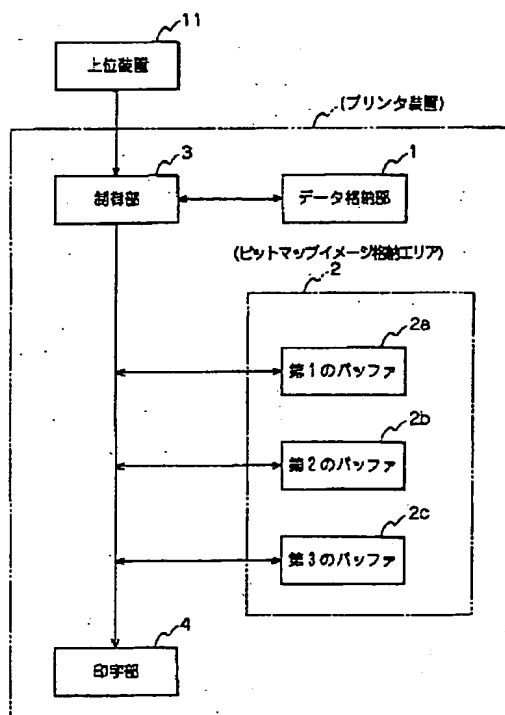 11
上位装置
(プリンタ装置)
3
制御部
1
データ格納部
(ビットマップイメージ格納エリア)
2
2a
第1のバッファ
2b
第2のバッファ
2c
第3のバッファ
4
印字部